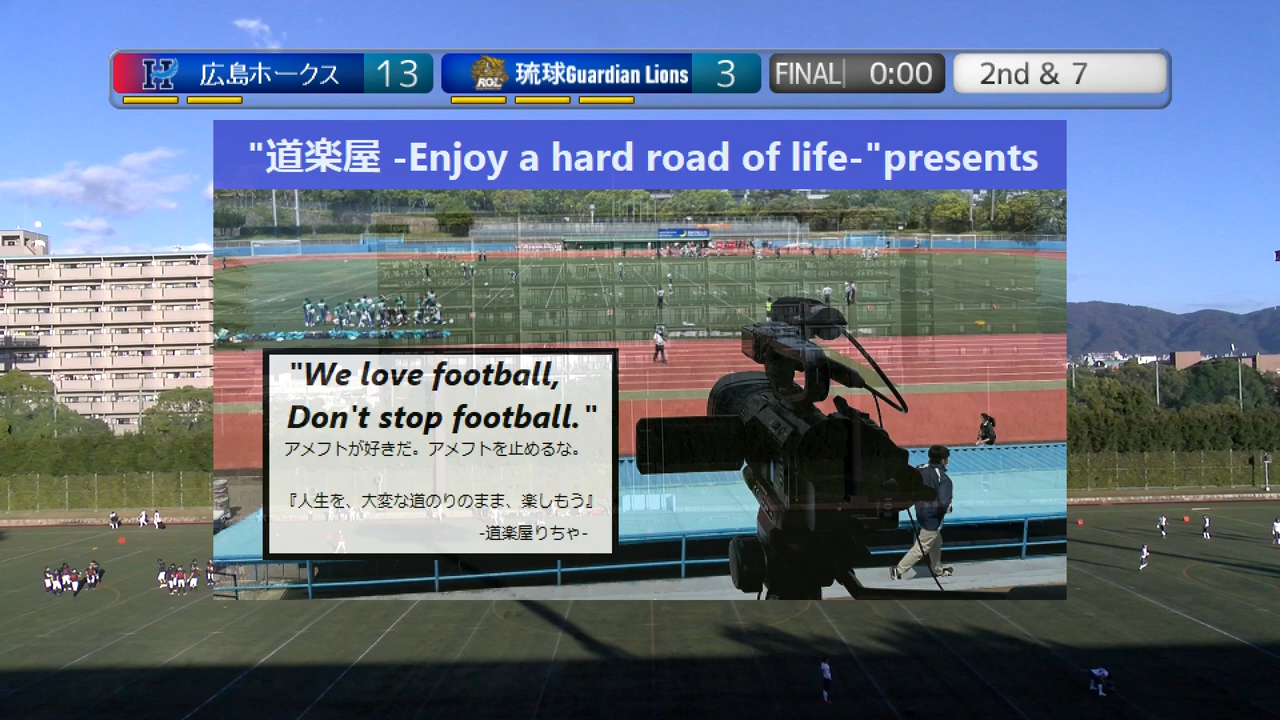 広島ホークス 13 ROL 琉球Guardian Lions 3 FINAL 0:00 2nd & 7
"道楽屋 -Enjoy a hard road of life-"presents
"We love football,
Don't stop football."
アメフトが好きだ。アメフトを止めるな。
『人生を、大変な道のりのまま、楽しもう』
-道楽屋りちゃ-